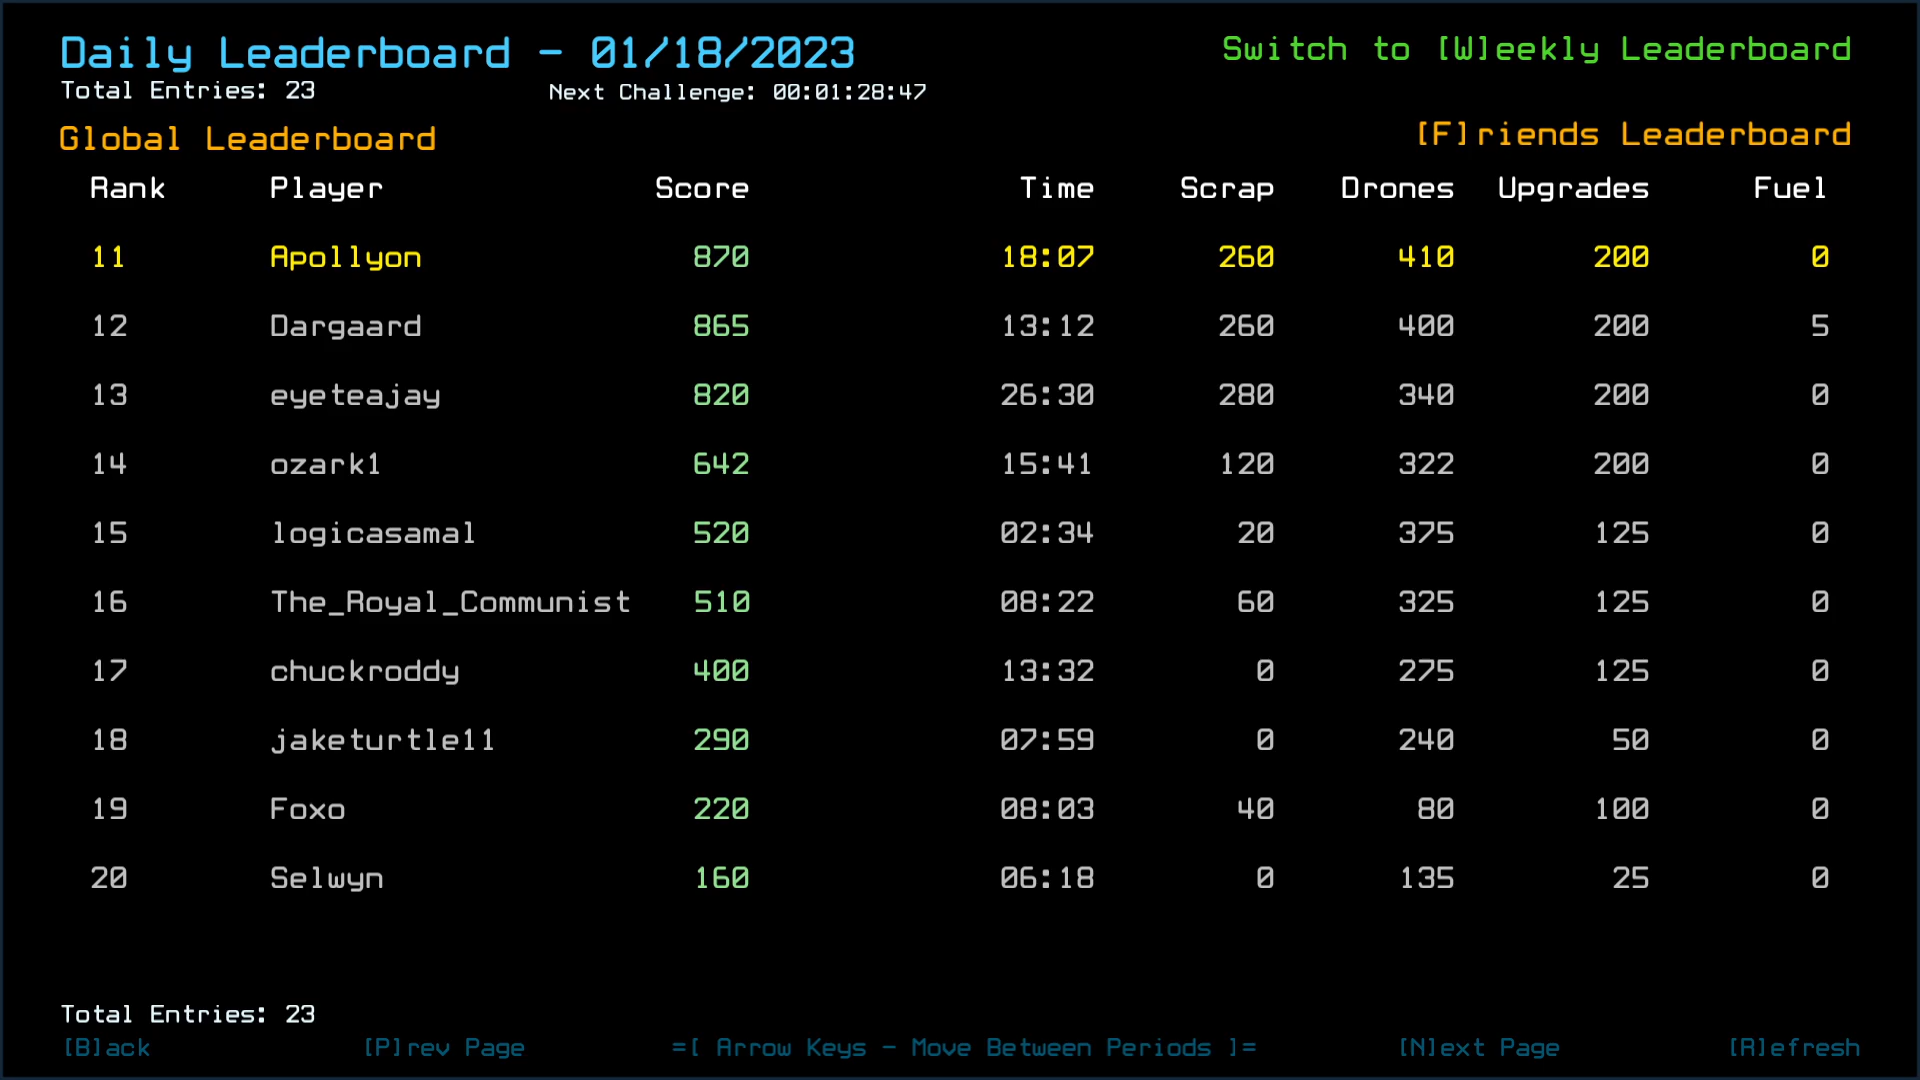 Daily Leaderboard - 01/18/2023 Switch to [W]eekly Leaderboard
Total Entries: 23 Next Challenge: 00:01:28:47
Global Leaderboard [F]riends Leaderboard
Rank Player Score Time Scrap Drones Upgrades Fuel
11 Apollyon 870 18:07 260 410 200 0
12 Dargaard 865 13:12 260 400 200 5
13 eyeteajay 820 26:30 280 340 200 0
14 ozark1 642 15:41 120 322 200 0
15 logicasamal 520 02:34 20 375 125 0
16 The_Royal_Communist 510 08:22 60 325 125 0
17 chuckroddy 400 13:32 0 275 125 0
18 jaketurtle11 290 07:59 0 240 50 0
19 Foxo 220 08:03 40 80 100 0
20 Selwyn 160 06:18 0 135 25 0
Total Entries: 23
[B]ack [P]rev Page =[ Arrow Keys - Move Between Periods ]= [N]ext Page [R]efresh